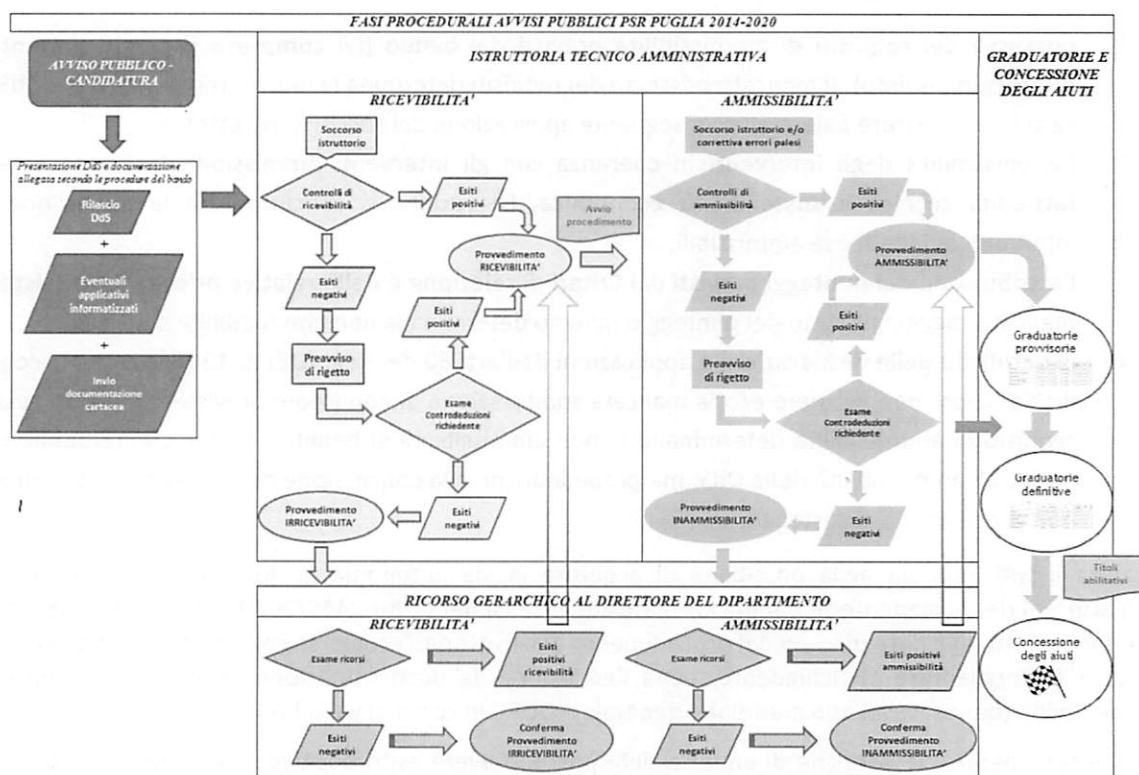 FASI PROCEDURALI AVVISI PUBBLICI PSR PUGLIA 2014-2020
AVVISO PUBBLICO -
CANDIDATURA
Presentazione DdS e documentazione
allegata secondo le procedure del bando
Rilascio
DdS
+
Eventuali
applicativi
informatizzati
+
Invio
documentazione
cartacea
ISTRUTTORIA TECNICO AMMINISTRATIVA
RICEVIBILITA'
Soccorso
istruttorio
Controlli di
ricevibilità
Esiti
positivi
Avvio
procedimento
Provvedimento
RICEVIBILITA'
Esiti
negativi
Esiti
positivi
Preavviso
di rigetto
Esame
Controdeduzioni
richiedente
Provvedimento
IRRICEVIBILITA'
Esiti
negativi
AMMISSIBILITA'
Soccorso istruttorio e/o
correttiva errori palesi
Controlli di
ammissibilità
Esiti
positivi
Provvedimento
AMMISSIBILITA'
Esiti
negativi
Esiti
positivi
Preavviso
di rigetto
Esame
Controdeduzioni
richiedente
Provvedimento
INAMMISSIBILITA'
Esiti
negativi
GRADUATORIE E
CONCESSIONE
DEGLI AIUTI
Graduatorie
provvisorie
Graduatorie
definitive
Titoli
abilitativi
Concessione
degli aiuti
RICORSO GERARCHICO AL DIRETTORE DEL DIPARTIMENTO
RICEVIBILITA'
Esame ricorsi
Esiti
positivi
ricevibilità
Esiti
negativi
Conferma
Provvedimento
IRRICEVIBILITA'
AMMISSIBILITA'
Esame ricorsi
Esiti positivi
ammissibilità
Esiti
negativi
Conferma
Provvedimento
INAMMISSIBILITA'